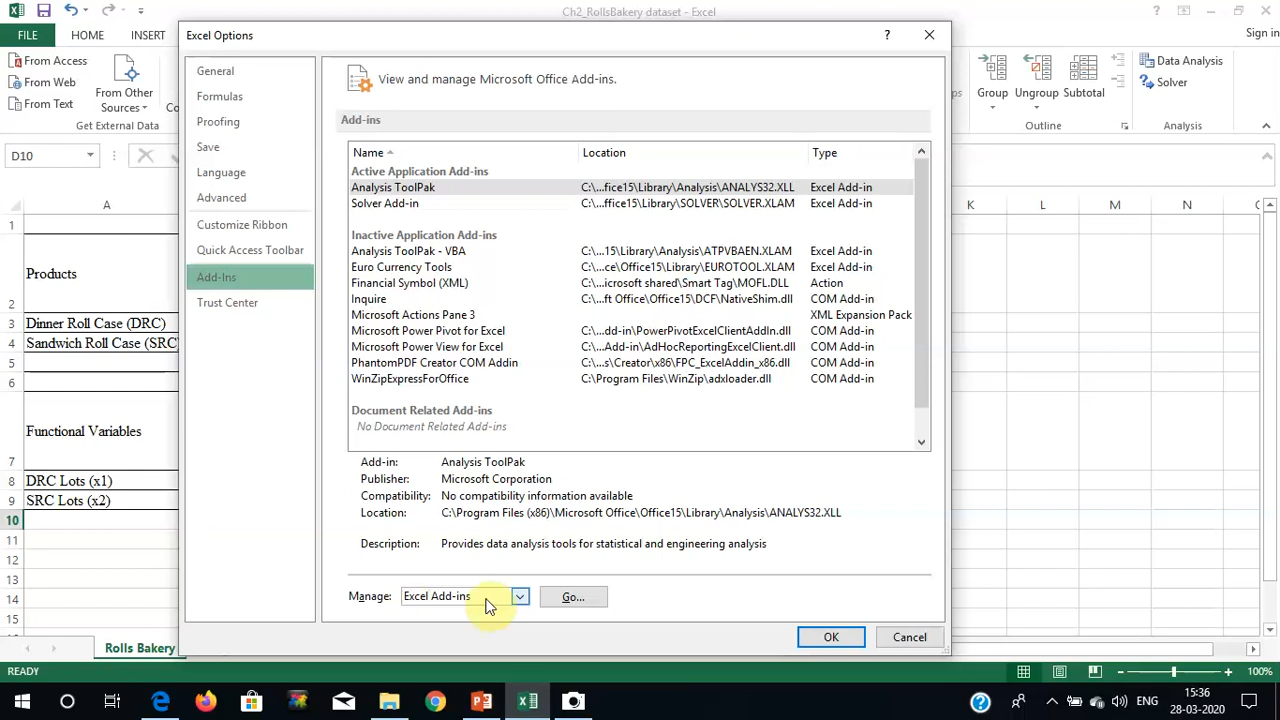 Ch2_RollsBakery dataset - Excel
?
FILE
HOME
INSERT
Sign in
From Access
From Web
From Text
From Other Sources
Get External Data
Group
Ungroup
Subtotal
Outline
Data Analysis
Solver
Analysis
D10
A
K
L
M
N
1
Products
2
3
Dinner Roll Case (DRC)
4
Sandwich Roll Case (SRC)
5
6
Functional Variables
7
8
DRC Lots (x1)
9
SRC Lots (x2)
10
11
12
13
14
15
Rolls Bakery
READY
100%
Excel Options
?
General
Formulas
Proofing
Save
Language
Advanced
Customize Ribbon
Quick Access Toolbar
Add-Ins
Trust Center
View and manage Microsoft Office Add-ins.
Add-ins
Name Location Type
Active Application Add-ins
Analysis ToolPak C:\...fice15\Library\Analysis\ANALYS32.XLL Excel Add-in
Solver Add-in C:\...ffice15\Library\SOLVER\SOLVER.XLAM Excel Add-in
Inactive Application Add-ins
Analysis ToolPak - VBA C:\...15\Library\Analysis\ATPVBAEN.XLAM Excel Add-in
Euro Currency Tools C:\...ce\Office15\Library\EUROTOOL.XLAM Excel Add-in
Financial Symbol (XML) C:\...icrosoft shared\Smart Tag\MOFL.DLL Action
Inquire C:\...ft Office\Office15\DCF\NativeShim.dll COM Add-in
Microsoft Actions Pane 3 XML Expansion Pack
Microsoft Power Pivot for Excel C:\...dd-in\PowerPivotExcelClientAddIn.dll COM Add-in
Microsoft Power View for Excel C:\...Add-in\AdHocReportingExcelClient.dll COM Add-in
PhantomPDF Creator COM Addin C:\...s\Creator\x86\FPC_ExcelAddin_x86.dll COM Add-in
WinZipExpressForOffice C:\Program Files\WinZip\adxloader.dll COM Add-in
Document Related Add-ins
No Document Related Add-ins
Add-in: Analysis ToolPak
Publisher: Microsoft Corporation
Compatibility: No compatibility information available
Location: C:\Program Files (x86)\Microsoft Office\Office15\Library\Analysis\ANALYS32.XLL
Description: Provides data analysis tools for statistical and engineering analysis
Manage: Excel Add-ins Go...
OK Cancel
ENG
15:36
28-03-2020